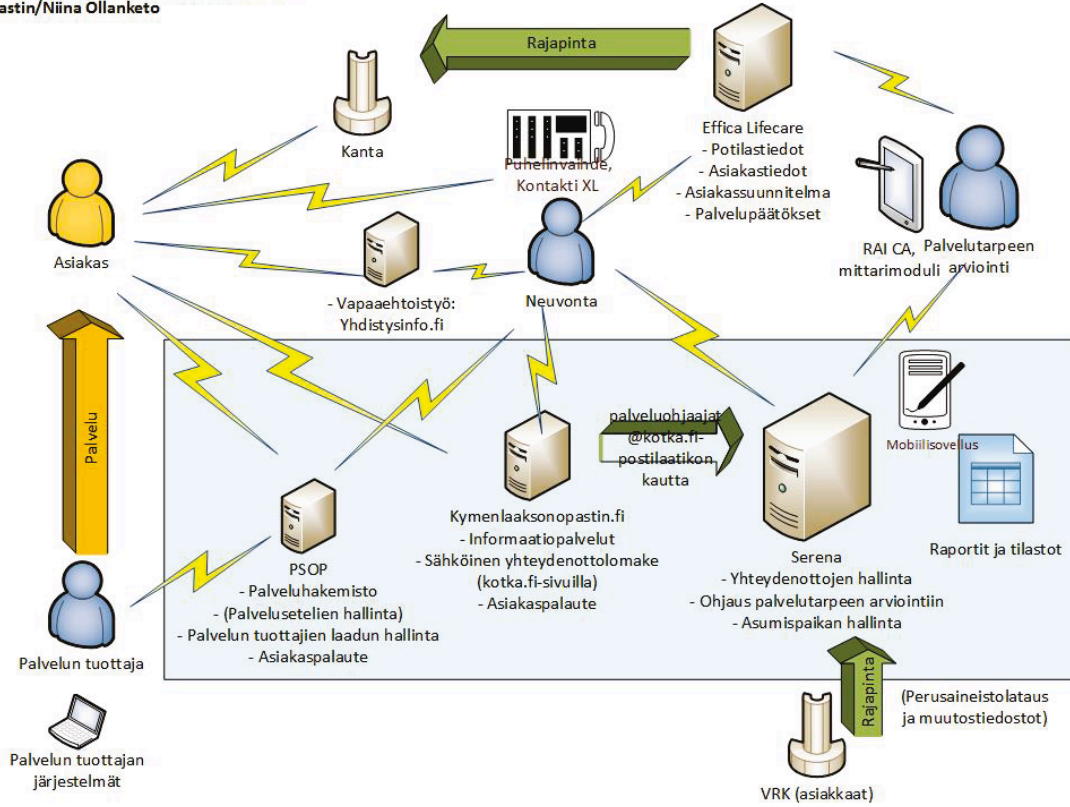 astin/Niina Ollanketo
Rajapinta
Kanta
Puhelinvaihde,
Kontakti XL
Effica Lifecare
- Potilastiedot
- Asiakastiedot
- Asiakassuunnitelma
- Palvelupäätökset
Asiakas
RAI CA,
mittarimoduli
Palvelutarpeen
arviointi
- Vapaaehtoistyö:
Yhdistysinfo.fi
Neuvonta
Palvelu
palveluohjaajat
@kotka.fi-
postilaatikon
kautta
Mobiilisovellus
Kymenlaaksonopastin.fi
- Informaatiopalvelut
- Sähköinen yhteydenottolomake
(kotka.fi-sivuilla)
- Asiakaspalaute
Raportit ja tilastot
Serena
- Yhteydenottojen hallinta
- Ohjaus palvelutarpeen arviointiin
- Asumispaikan hallinta
PSOP
- Palveluhakemisto
- (Palvelusetelien hallinta)
- Palvelun tuottajien laadun hallinta
- Asiakaspalaute
Palvelun tuottaja
Rajapinta
(Perusaineistolataus
ja muutostiedostot)
Palvelun tuottajan
järjestelmät
VRK (asiakkaat)